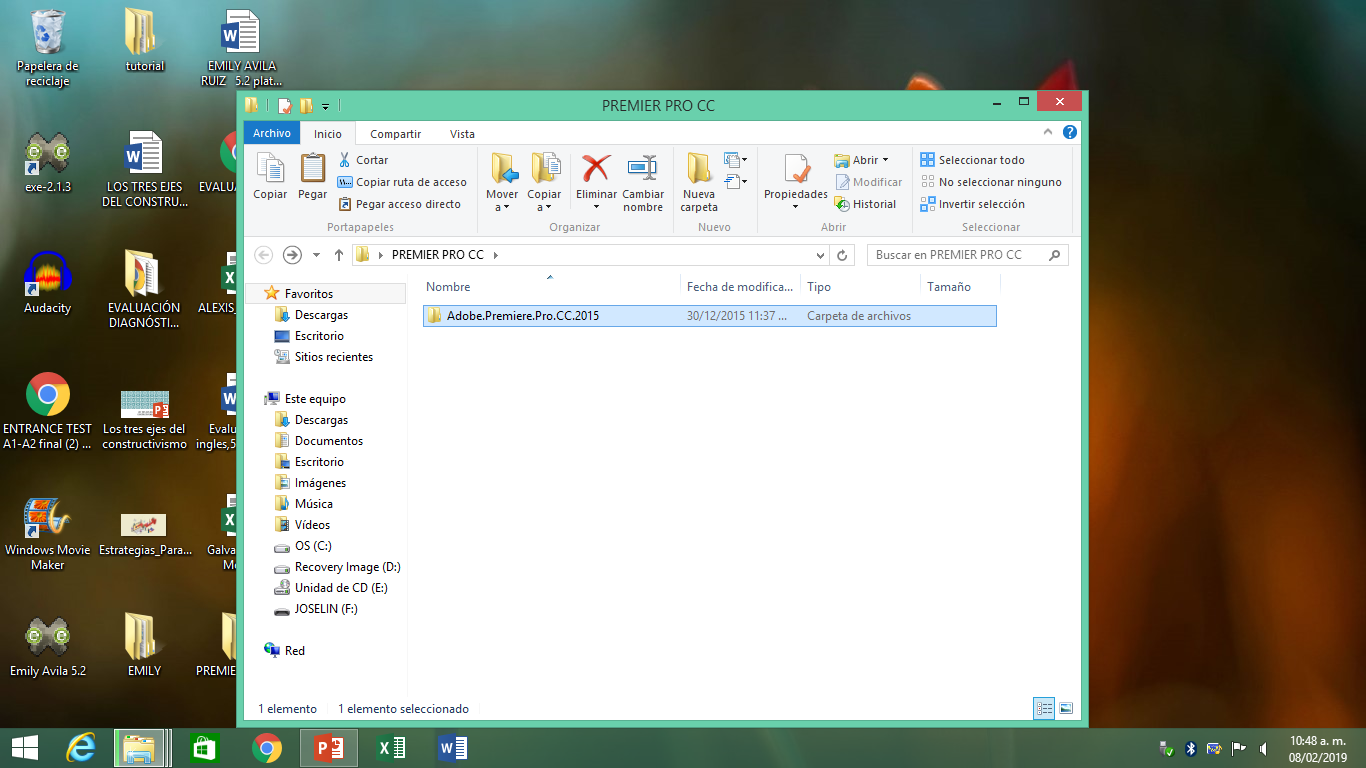 Papelera de
reciclaje
tutorial
EMILY AVILA
RUIZ 5.2 plat...
exe-2.1.3
LOS TRES EJES
DEL CONSTRU...
EVALUA
Audacity
EVALUACIÓN
DIAGNÓSTI...
ALEXIS_
ENTRANCE TEST
A1-A2 final (2) ...
Los tres ejes del
constructivismo
Evalu
ingles,5
Windows Movie
Maker
Estrategias_Para...
Galva
Mo
Emily Avila 5.2
EMILY
PREMIE
PREMIER PRO CC
Archivo
Inicio
Compartir
Vista
Copiar
Pegar
Cortar
Copiar ruta de acceso
Pegar acceso directo
Portapapeles
Mover
a
Copiar
a
Eliminar
Cambiar
nombre
Organizar
Nueva
carpeta
Nuevo
Propiedades
Abrir
Modificar
Historial
Abrir
Seleccionar todo
No seleccionar ninguno
Invertir selección
Seleccionar
PREMIER PRO CC
Buscar en PREMIER PRO CC
Nombre
Fecha de modifica...
Tipo
Tamaño
Adobe.Premiere.Pro.CC.2015
30/12/2015 11:37 ...
Carpeta de archivos
Favoritos
Descargas
Escritorio
Sitios recientes
Este equipo
Descargas
Documentos
Escritorio
Imágenes
Música
Vídeos
OS (C:)
Recovery Image (D:)
Unidad de CD (E:)
JOSELIN (F:)
Red
1 elemento
1 elemento seleccionado
10:48 a. m.
08/02/2019